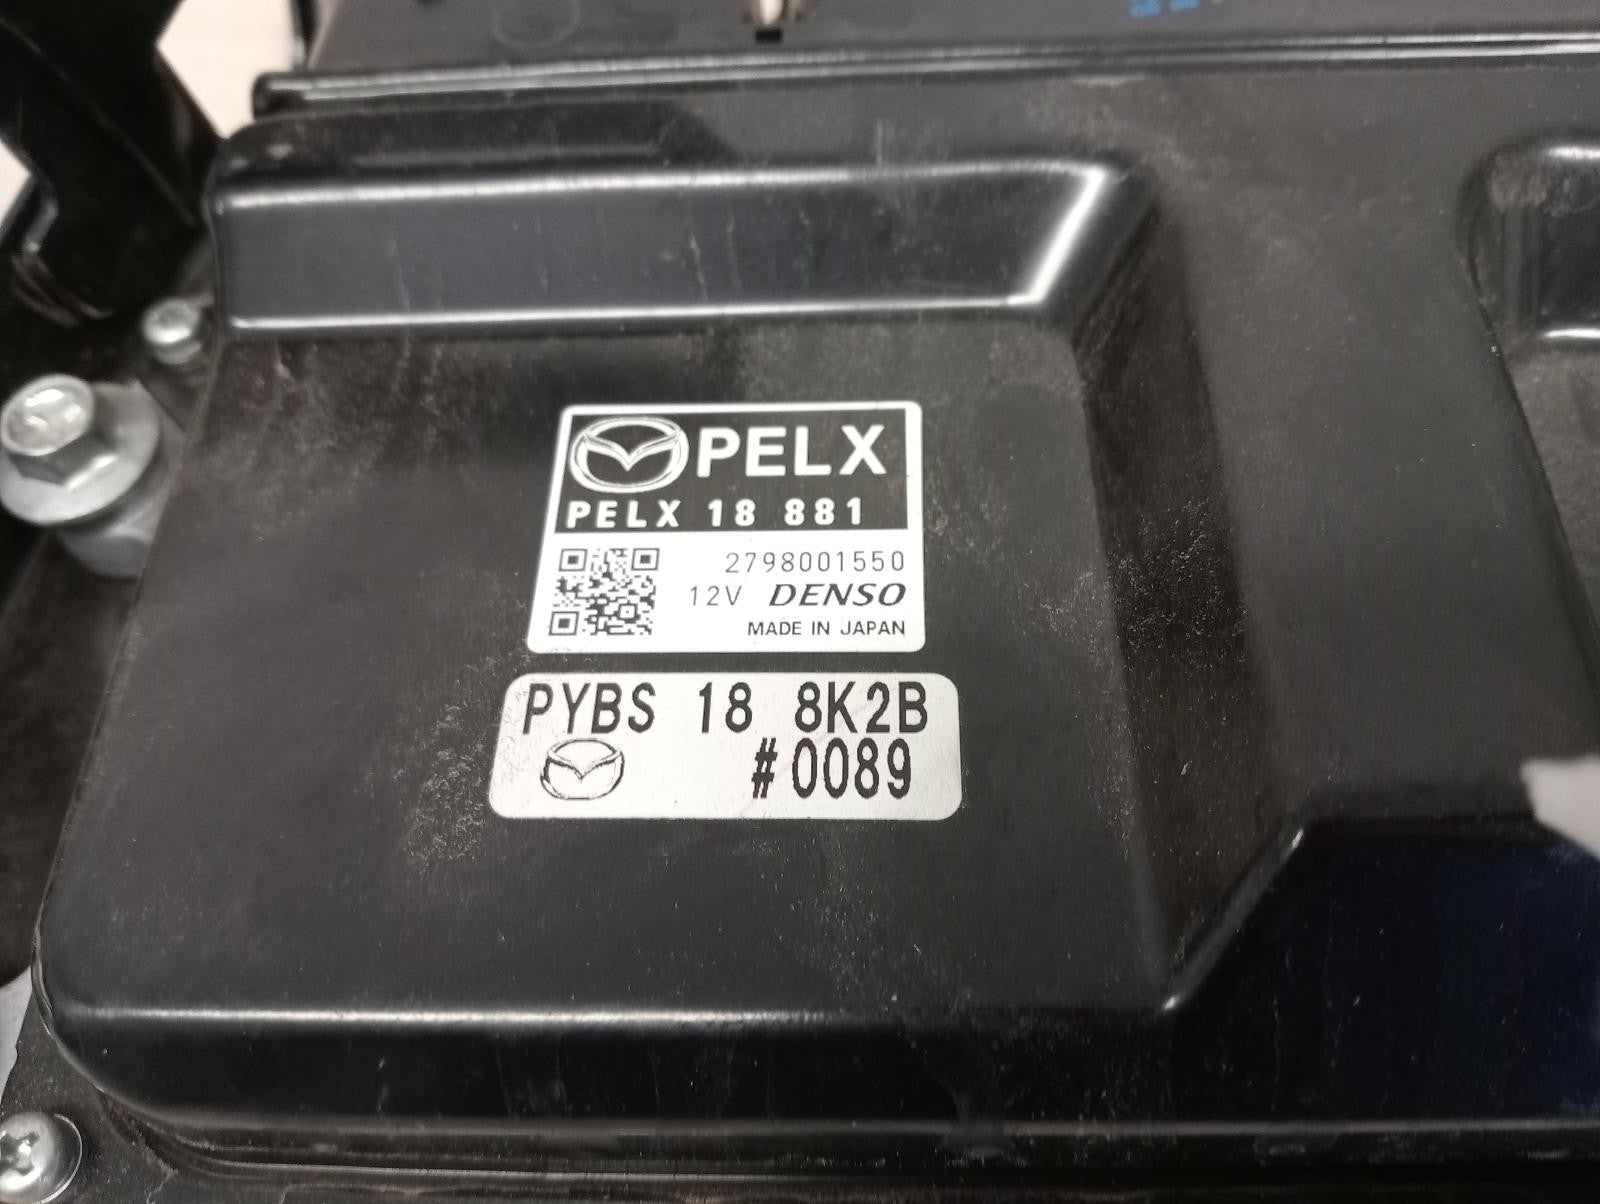 PELX
PELX 18 881
2798001550
12V DENSO
MADE IN JAPAN
PYBS 18 8K2B
#0089